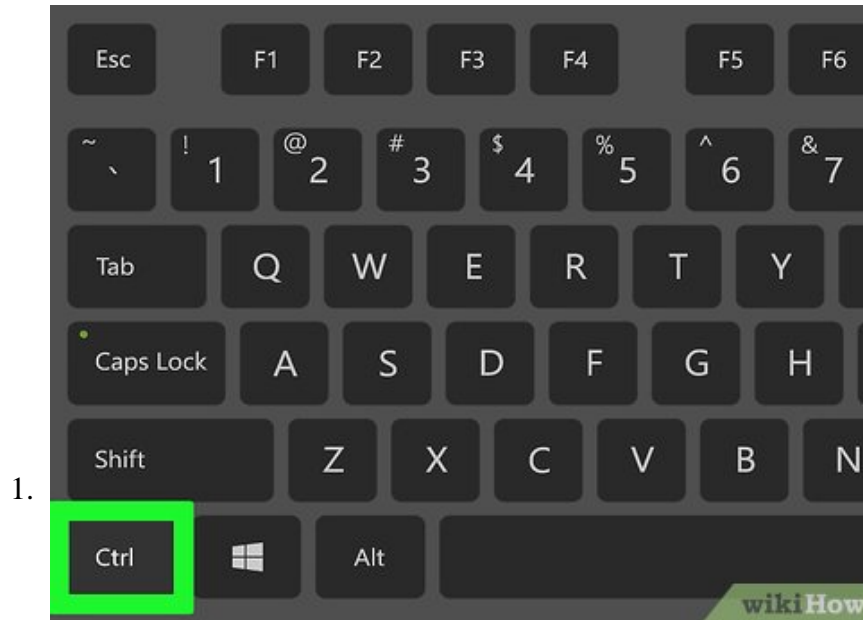 Esc F1 F2 F3 F4 F5 F6
~ ` ! 1 @ 2 # 3 $ 4 % 5 ^ 6 & 7
Tab Q W E R T Y
Caps Lock A S D F G H
Shift Z X C V B N
1.
Ctrl Alt
wikiHow